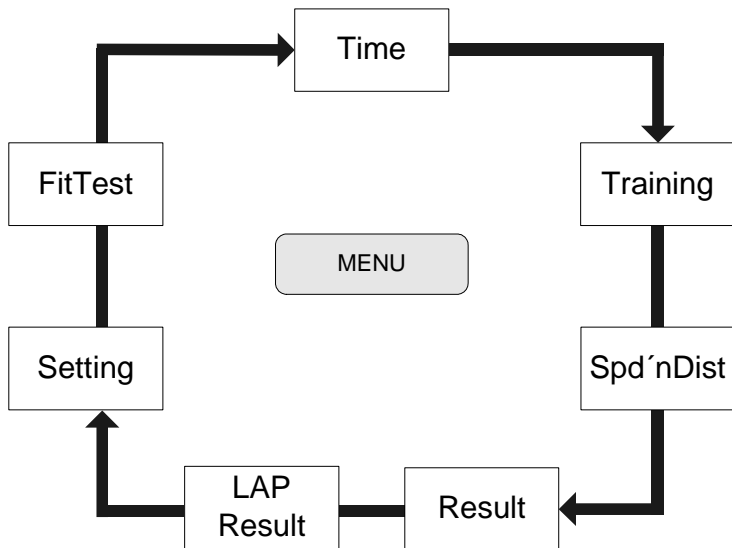 Time
FitTest
Training
MENU
Setting
Spd´nDist
LAP
Result
Result